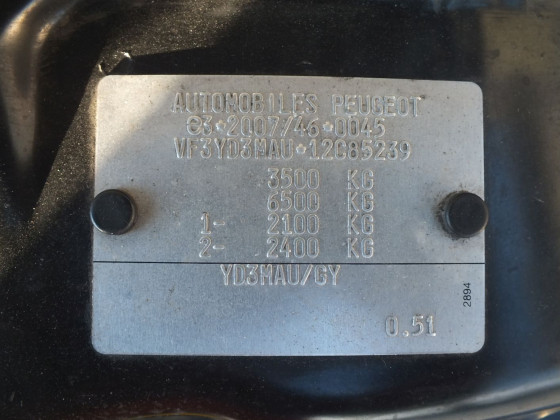 AUTOMOBILES PEUGEOT
e3*2007/46*0045
VF3YD3MAU*12G85239
3500 KG
6500 KG
1- 2100 KG
2- 2400 KG
YD3MAU/GY
2894
0.51